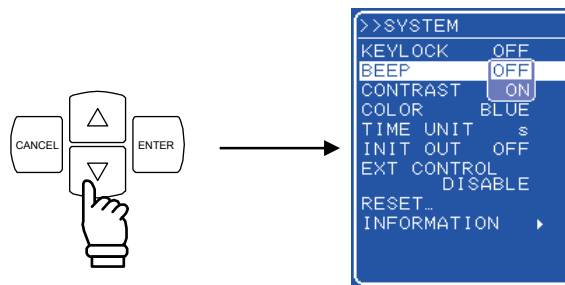 CANCEL
ENTER
>>SYSTEM
KEYLOCK OFF
BEEP OFF
CONTRAST ON
COLOR BLUE
TIME UNIT s
INIT OUT OFF
EXT CONTROL
DISABLE
RESET…
INFORMATION